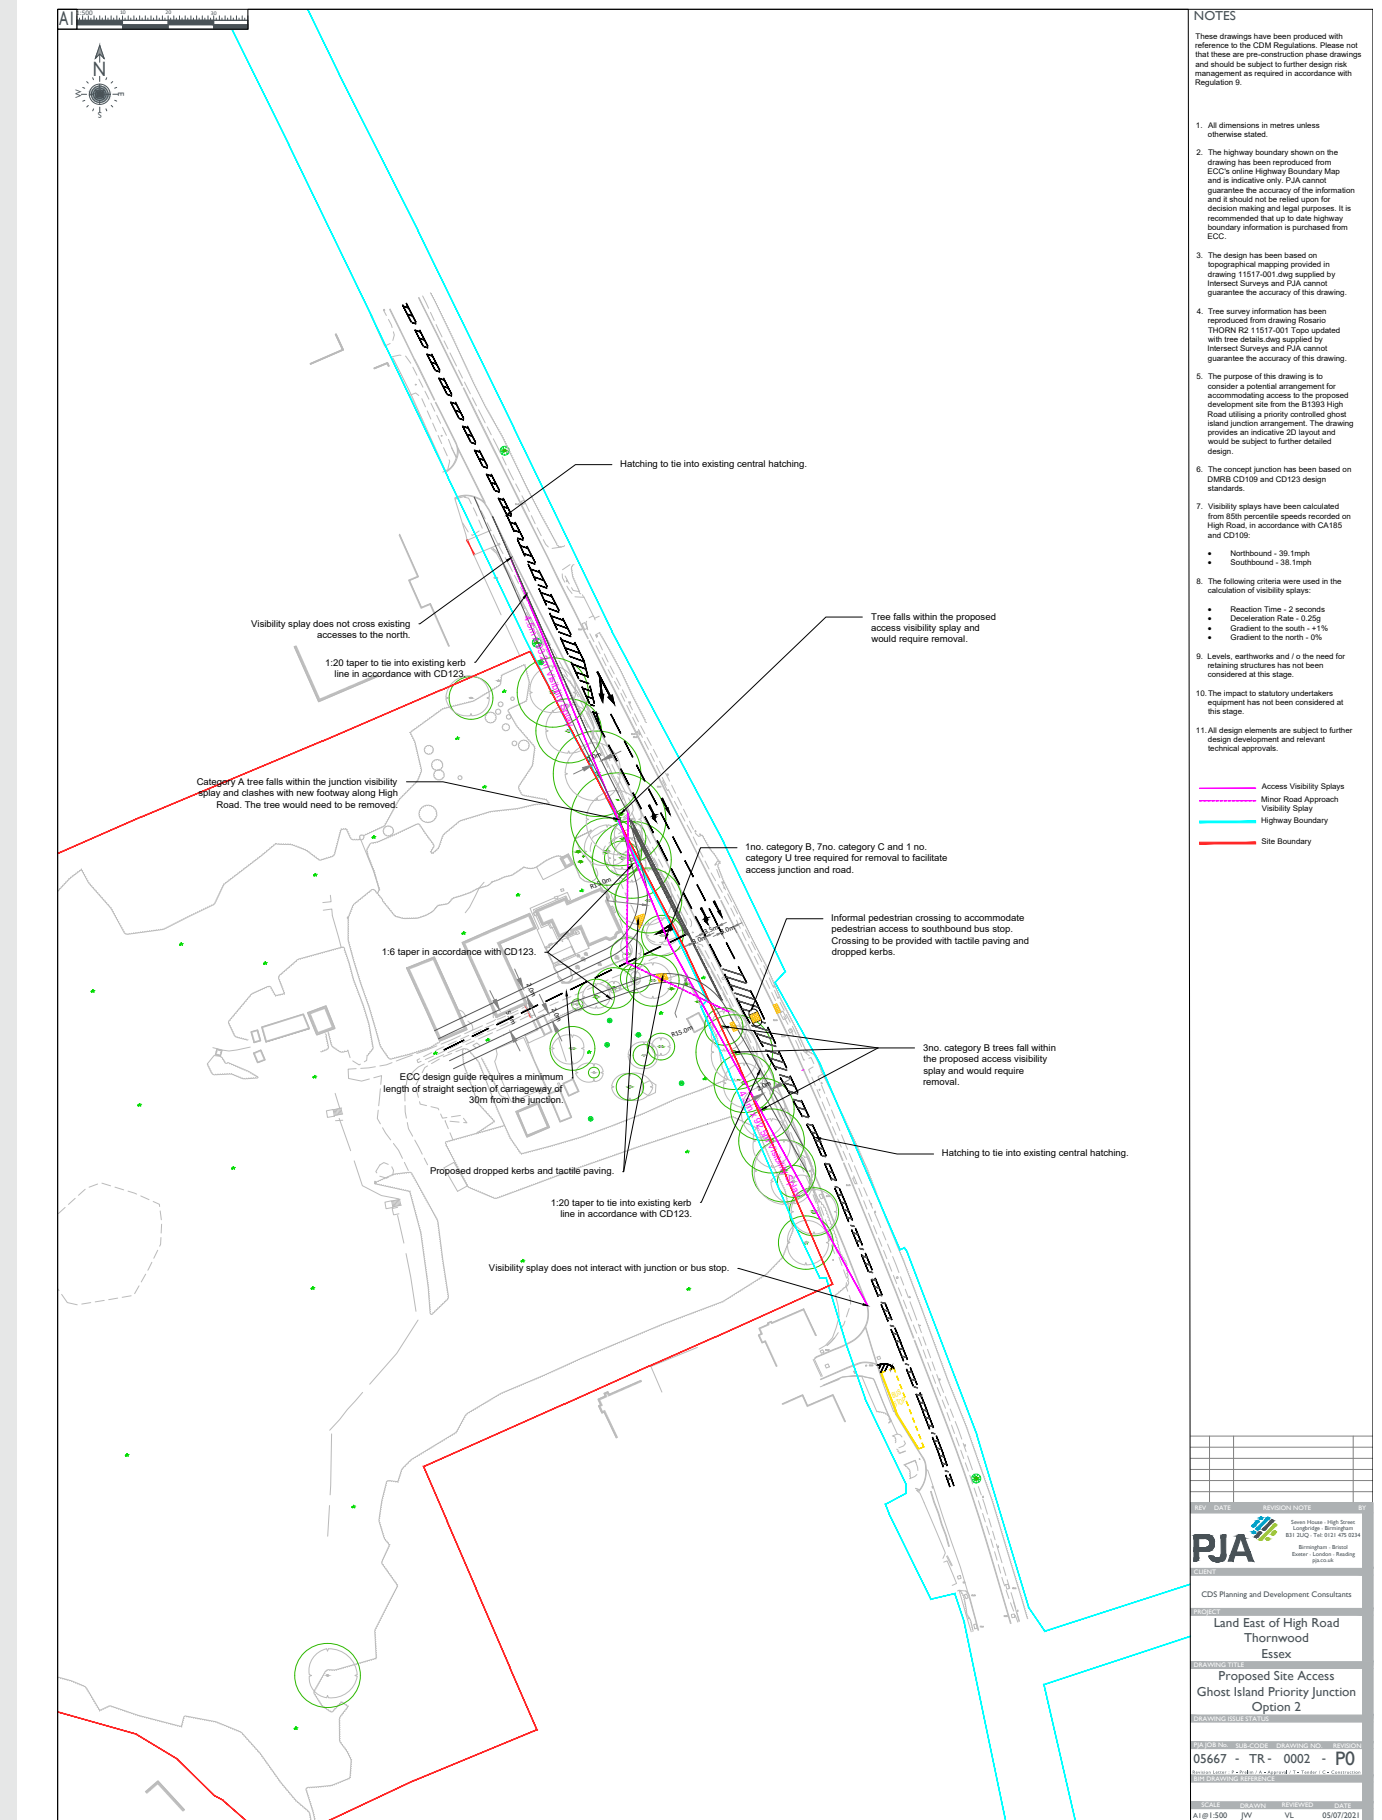 A1
1:500
10
20
30
N
W
E
S
Hatching to tie into existing central hatching.
Visibility splay does not cross existing
accesses to the north.
1:20 taper to tie into existing kerb
line in accordance with CD123.
Tree falls within the proposed
access visibility splay and
would require removal.
Category A tree falls within the junction visibility
splay and clashes with new footway along High
Road. The tree would need to be removed.
1no. category B, 7no. category C and 1 no.
category U tree required for removal to facilitate
access junction and road.
Informal pedestrian crossing to accommodate
pedestrian access to southbound bus stop.
Crossing to be provided with tactile paving and
dropped kerbs.
1:6 taper in accordance with CD123.
R15.0m
R15.0m
3no. category B trees fall within
the proposed access visibility
splay and would require
removal.
ECC design guide requires a minimum
length of straight section of carriageway of
30m from the junction.
Hatching to tie into existing central hatching.
Proposed dropped kerbs and tactile paving.
1:20 taper to tie into existing kerb
line in accordance with CD123.
Visibility splay does not interact with junction or bus stop.
NOTES
These drawings have been produced with
reference to the CDM Regulations. Please not
that these are pre-construction phase drawings
and should be subject to further design risk
management as required in accordance with
Regulation 9.
1. All dimensions in metres unless
otherwise stated.
2. The highway boundary shown on the
drawing has been reproduced from
ECC's online Highway Boundary Map
and is indicative only. PJA cannot
guarantee the accuracy of the information
and it should not be relied upon for
decision making and legal purposes. It is
recommended that up to date highway
boundary information is purchased from
ECC.
3. The design has been based on
topographical mapping provided in
drawing 11517-001.dwg supplied by
Intersect Surveys and PJA cannot
guarantee the accuracy of this drawing.
4. Tree survey information has been
reproduced from drawing Rosario
THORN R2 11517-001 Topo updated
with tree details.dwg supplied by
Intersect Surveys and PJA cannot
guarantee the accuracy of this drawing.
5. The purpose of this drawing is to
consider a potential arrangement for
accommodating access to the proposed
development site from the B1393 High
Road utilising a priority controlled ghost
island junction arrangement. The drawing
provides an indicative 2D layout and
would be subject to further detailed
design.
6. The concept junction has been based on
DMRB CD109 and CD123 design
standards.
7. Visibility splays have been calculated
from 85th percentile speeds recorded on
High Road, in accordance with CA185
and CD109:
• Northbound - 39.1mph
• Southbound - 38.1mph
8. The following criteria were used in the
calculation of visibility splays:
• Reaction Time - 2 seconds
• Deceleration Rate - 0.25g
• Gradient to the south - +1%
• Gradient to the north - 0%
9. Levels, earthworks and / o the need for
retaining structures has not been
considered at this stage.
10. The impact to statutory undertakers
equipment has not been considered at
this stage.
11. All design elements are subject to further
design development and relevant
technical approvals.
Access Visibility Splays
Minor Road Approach
Visibility Splay
Highway Boundary
Site Boundary
REV DATE REVISION NOTE BY
PJA
Seven House - High Street
Longbridge - Birmingham
B31 2UQ - Tel: 0121 475 0234
Birmingham - Bristol
Exeter - London - Reading
pja.co.uk
CLIENT
CDS Planning and Development Consultants
PROJECT
Land East of High Road
Thornwood
Essex
DRAWING TITLE
Proposed Site Access
Ghost Island Priority Junction
Option 2
DRAWING ISSUE STATUS
PJA JOB No. SUB-CODE DRAWING NO. REVISION
05667 - TR - 0002 - P0
Revision Letter : P = Prelim / A = Approval / T = Tender / C = Construction
BIM DRAWING REFERENCE
SCALE DRAWN REVIEWED DATE
A1@1:500 JW VL 05/07/2021